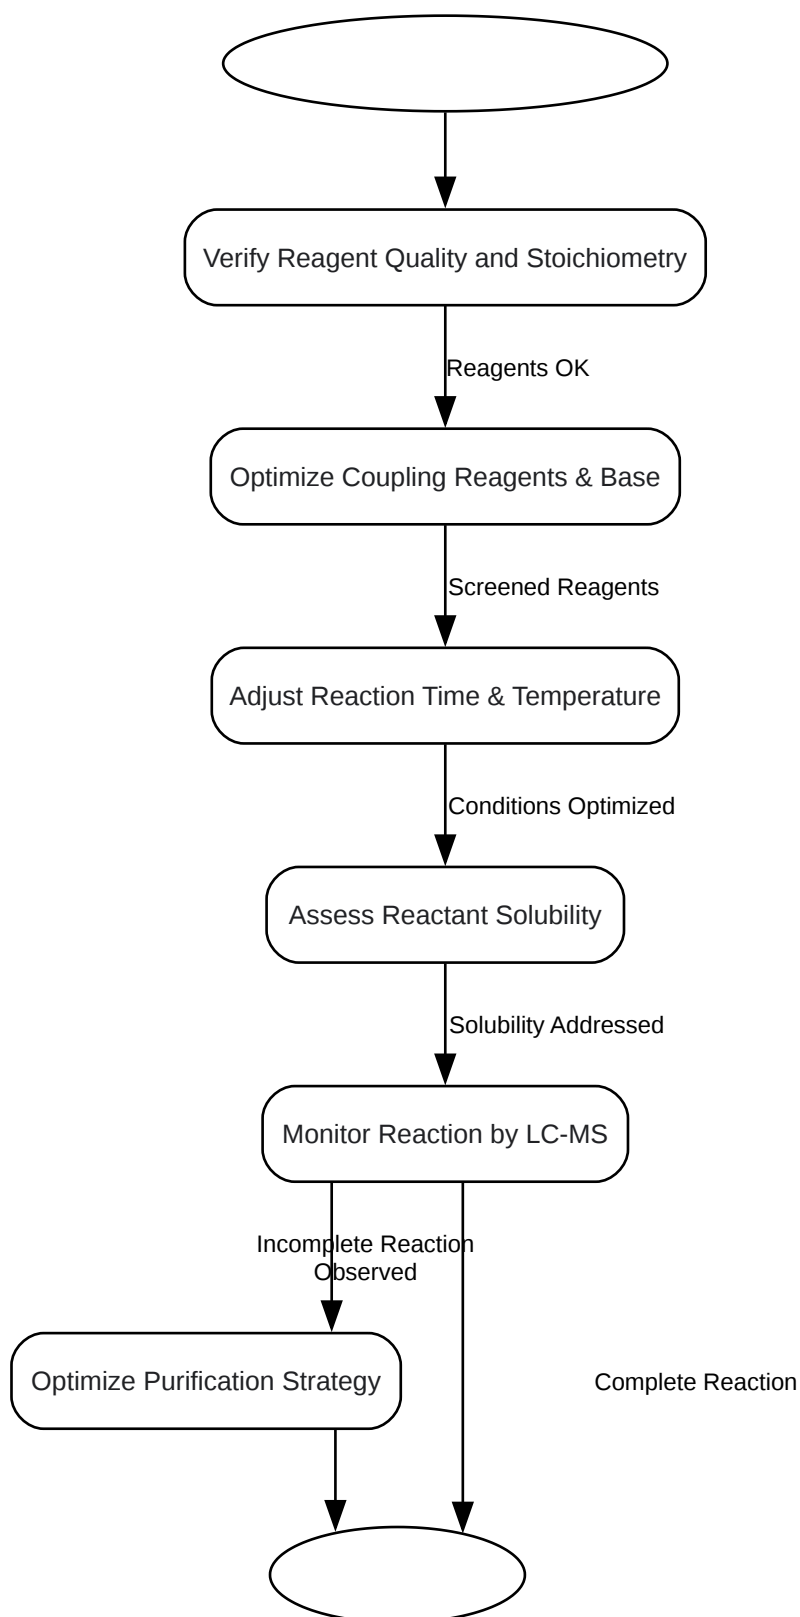 Verify Reagent Quality and Stoichiometry
Reagents OK
Optimize Coupling Reagents & Base
Screened Reagents
Adjust Reaction Time & Temperature
Conditions Optimized
Assess Reactant Solubility
Solubility Addressed
Monitor Reaction by LC-MS
Incomplete Reaction
Observed
Optimize Purification Strategy
Complete Reaction